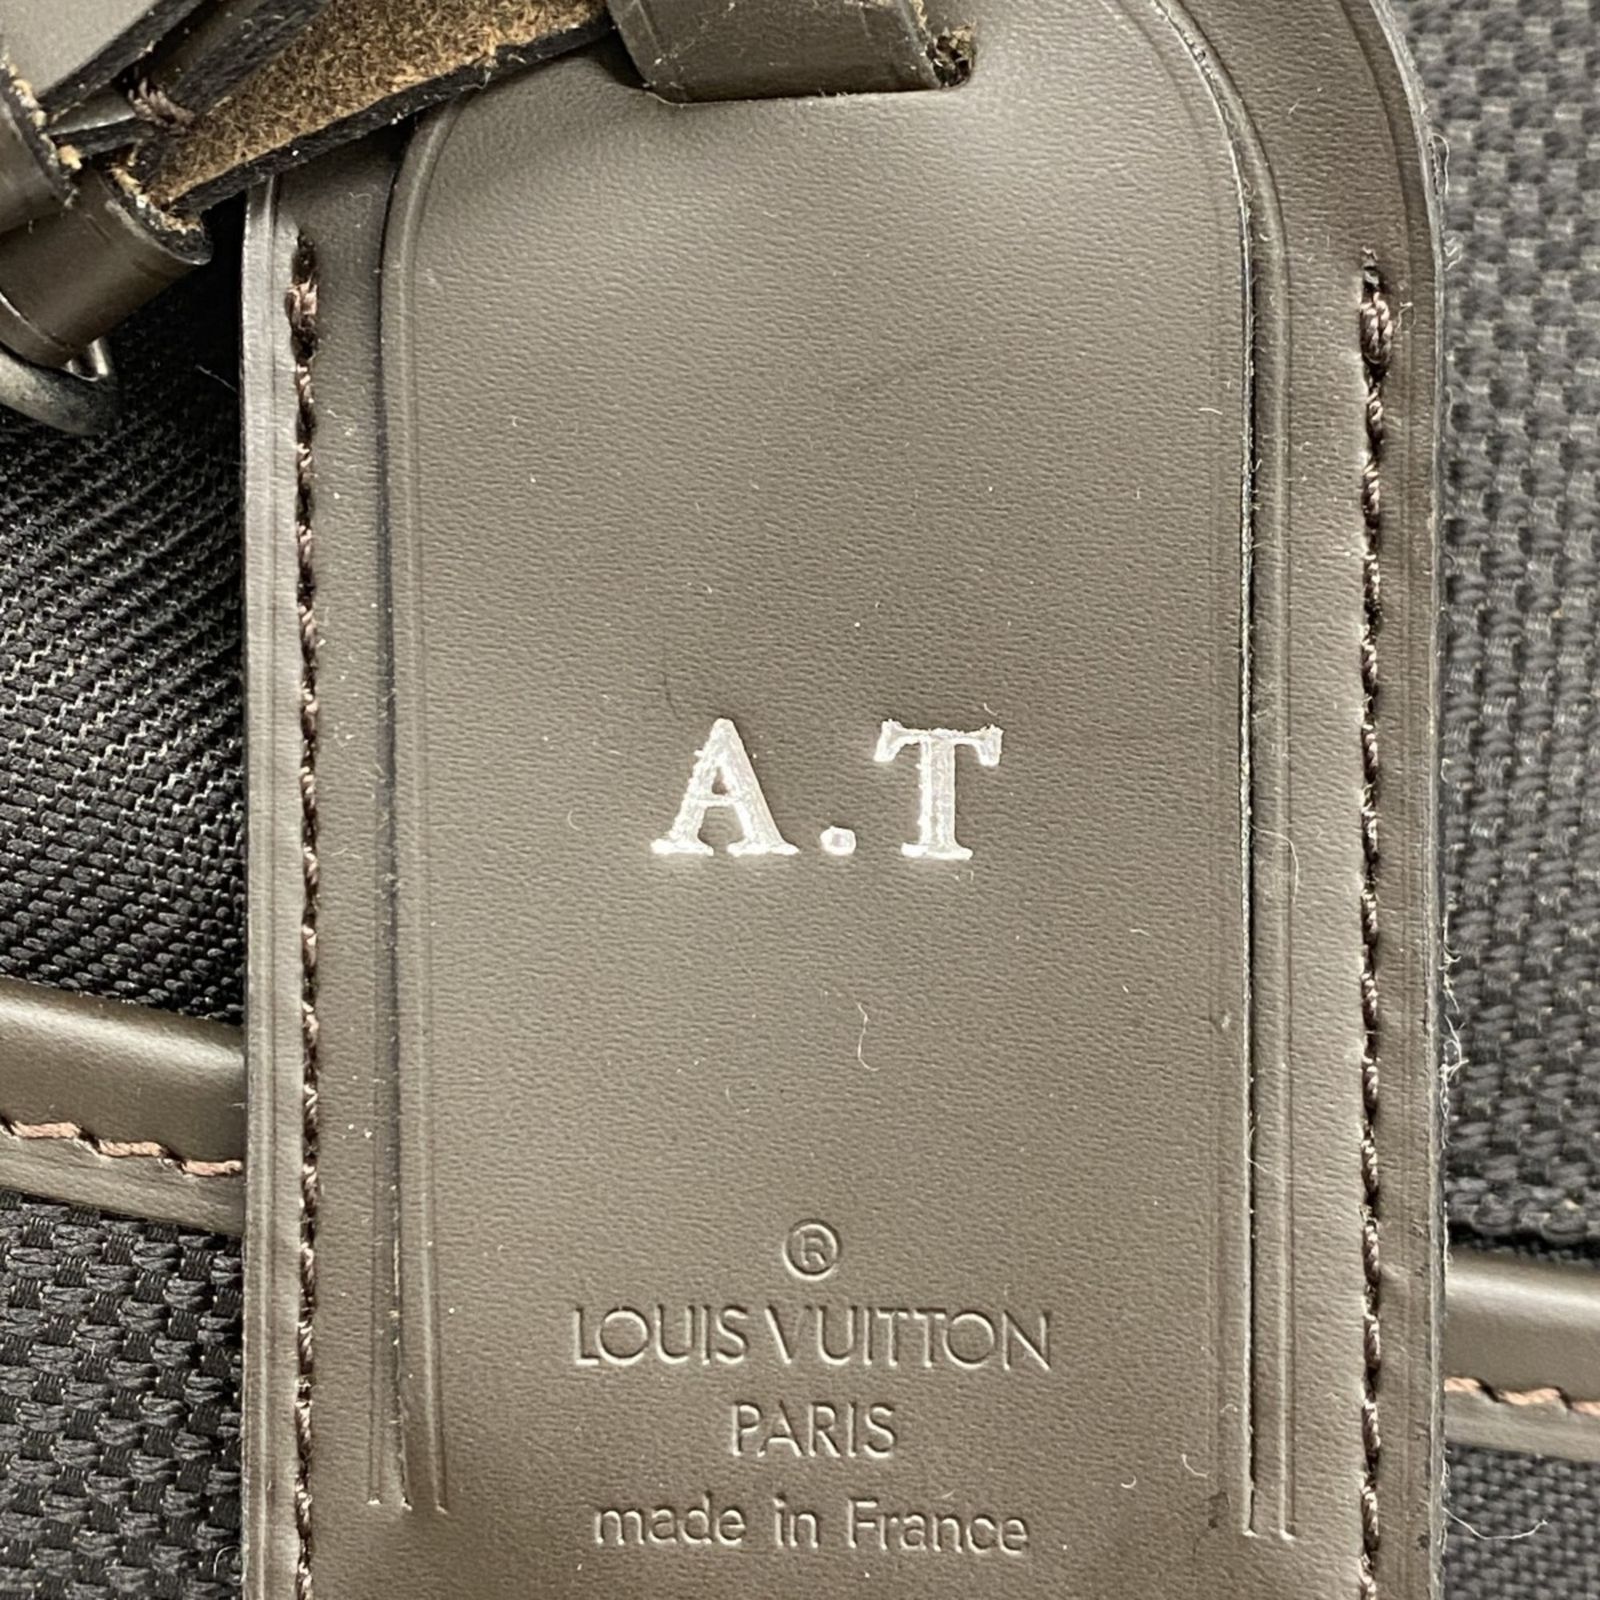 A.T
®
LOUIS VUITTON
PARIS
made in France